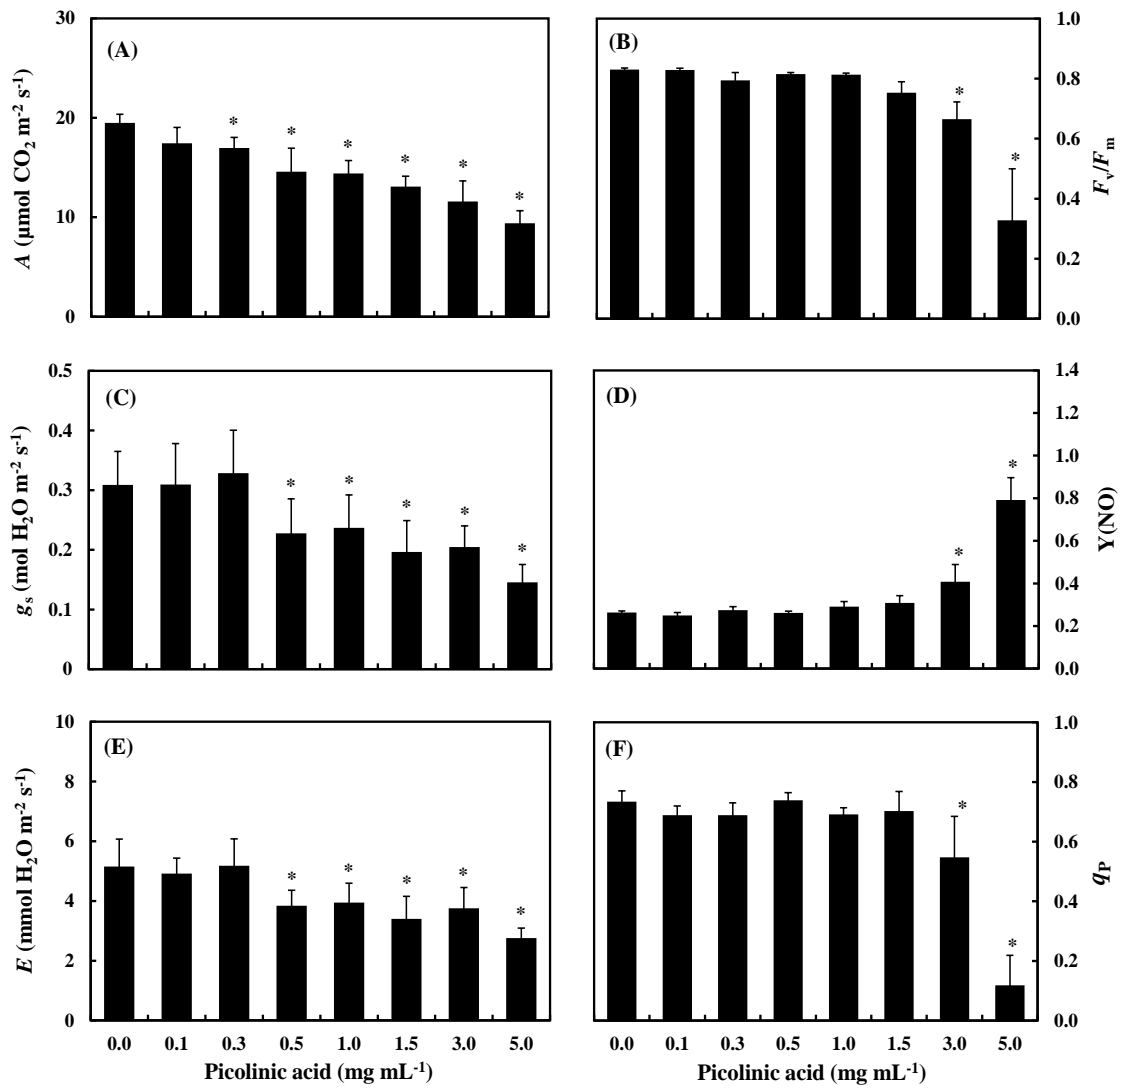 (A)
A (µmol CO2 m-2 s-1)
30
20
10
0
* * * * * *
(B)
Fv/Fm
1.0
0.8
0.6
0.4
0.2
0.0
* *
(C)
gs (mol H2O m-2 s-1)
0.5
0.4
0.3
0.2
0.1
0
* * * * *
(D)
Y(NO)
1.4
1.2
1.0
0.8
0.6
0.4
0.2
0.0
* *
(E)
E (mmol H2O m-2 s-1)
10
8
6
4
2
0
* * * * *
0.0 0.1 0.3 0.5 1.0 1.5 3.0 5.0
Picolinic acid (mg mL-1)
(F)
qP
1.0
0.8
0.6
0.4
0.2
0.0
* *
0.0 0.1 0.3 0.5 1.0 1.5 3.0 5.0
Picolinic acid (mg mL-1)